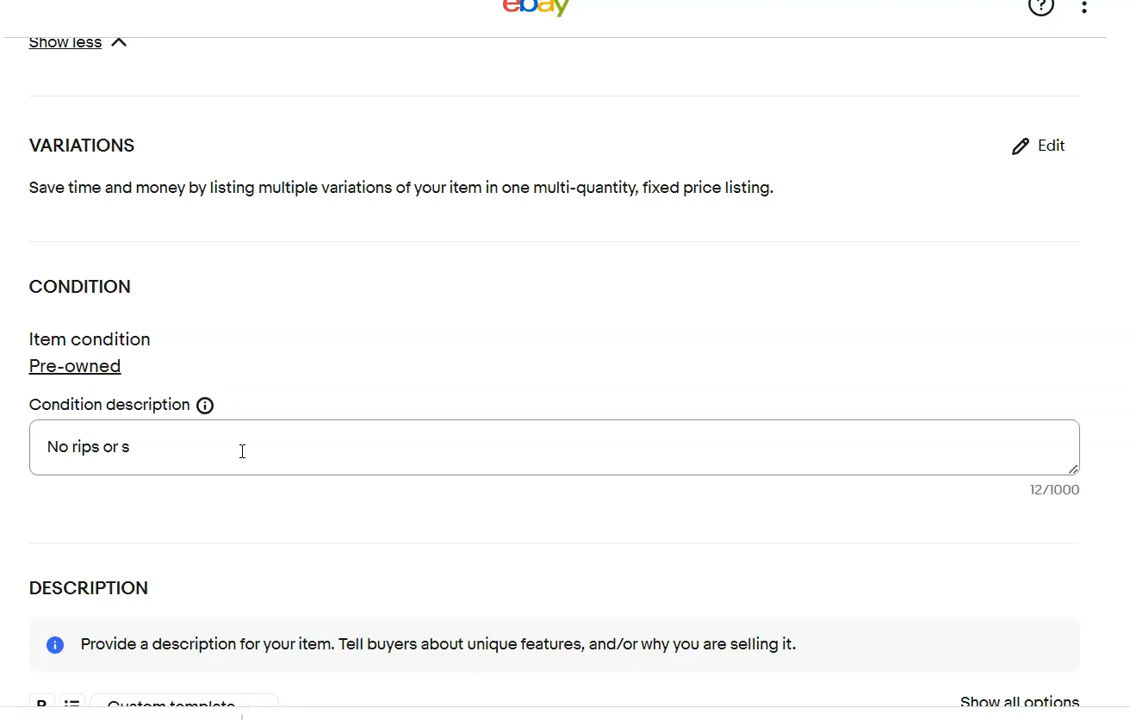 ebay
Show less
VARIATIONS
Edit
Save time and money by listing multiple variations of your item in one multi-quantity, fixed price listing.
CONDITION
Item condition
Pre-owned
Condition description
No rips or s
12/1000
DESCRIPTION
Provide a description for your item. Tell buyers about unique features, and/or why you are selling it.
B
Custom template
Show all options